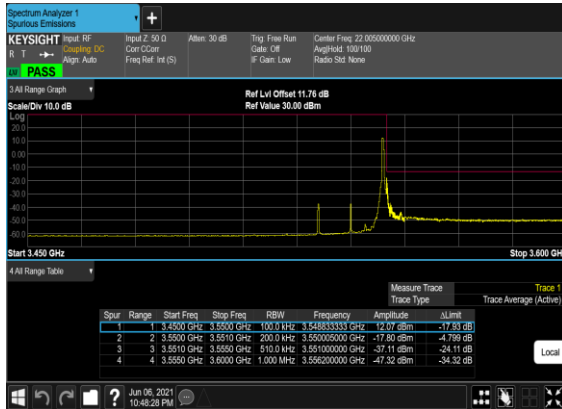 Spectrum Analyzer 1
Spurious Emissions
KEYSIGHT
R T
LXI PASS
Input: RF
Coupling: DC
Align: Auto
Input Z: 50 Ω
Corr CCorr
Freq Ref: Int (S)
Atten: 30 dB
Trig: Free Run
Gate: Off
IF Gain: Low
Center Freq: 22.005000000 GHz
Avg|Hold: 100/100
Radio Std: None
3 All Range Graph
Scale/Div 10.0 dB
Ref Lvl Offset 11.76 dB
Ref Value 30.00 dBm
Log
20.0
10.0
0.00
-10.0
-20.0
-30.0
-40.0
-50.0
-60.0
Start 3.450 GHz
Stop 3.600 GHz
4 All Range Table
Measure Trace Trace 1
Trace Type Trace Average (Active)
Spur Range Start Freq Stop Freq RBW Frequency Amplitude ΔLimit
1 1 3.4500 GHz 3.5500 GHz 100.0 kHz 3.548833333 GHz 12.07 dBm -17.93 dB
2 2 3.5500 GHz 3.5510 GHz 200.0 kHz 3.550005000 GHz -17.80 dBm -4.799 dB
3 3 3.5510 GHz 3.5550 GHz 510.0 kHz 3.551000000 GHz -37.11 dBm -24.11 dB
4 4 3.5550 GHz 3.6000 GHz 1.000 MHz 3.556200000 GHz -47.32 dBm -34.32 dB
Local
Jun 06, 2021
10:48:28 PM